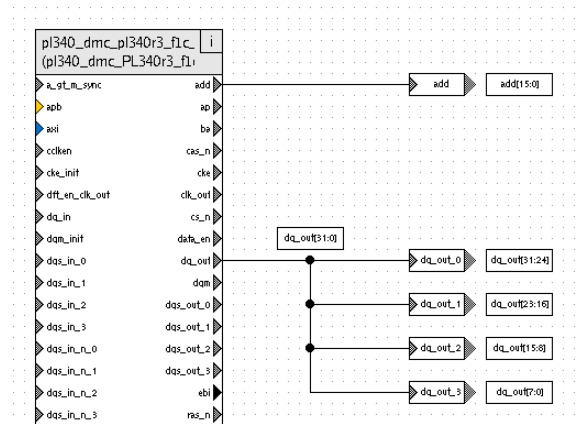 pl340_dmc_pl340r3_f1c_ i
(pl340_dmc_PL340r3_f1
a_gt_m_sync add add add[15:0]
apb ap
axi ba
cclken cas_n
cke_init cke
dft_en_clk_out clk_out
dq_in cs_n
dqm_init data_en dq_out[31:0]
dqs_in_0 dq_out dq_out_0 dq_out[31:24]
dqs_in_1 dqm
dqs_in_2 dqs_out_0 dq_out_1 dq_out[23:16]
dqs_in_3 dqs_out_1
dqs_in_n_0 dqs_out_2 dq_out_2 dq_out[15:8]
dqs_in_n_1 dqs_out_3
dqs_in_n_2 ebi dq_out_3 dq_out[7:0]
dqs_in_n_3 ras_n